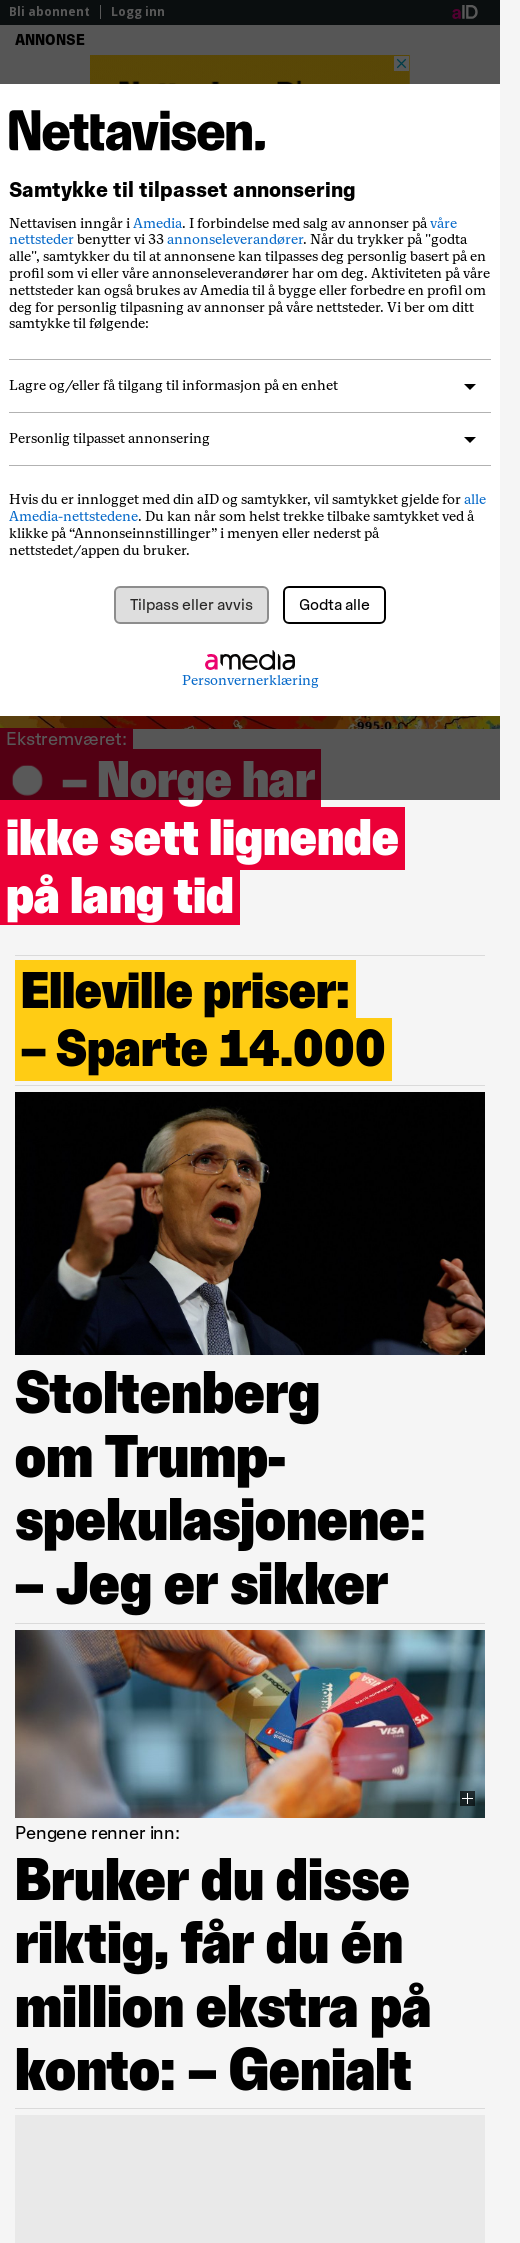 Bli abonnent | Logg inn
aID
ANNONSE
Nettavisen.
Samtykke til tilpasset annonsering
Nettavisen inngår i Amedia. I forbindelse med salg av annonser på våre
nettsteder benytter vi 33 annonseleverandører. Når du trykker på "godta
alle", samtykker du til at annonsene kan tilpasses deg personlig basert på en
profil som vi eller våre annonseleverandører har om deg. Aktiviteten på våre
nettsteder kan også brukes av Amedia til å bygge eller forbedre en profil om
deg for personlig tilpasning av annonser på våre nettsteder. Vi ber om ditt
samtykke til følgende:
Lagre og/eller få tilgang til informasjon på en enhet
Personlig tilpasset annonsering
Hvis du er innlogget med din aID og samtykker, vil samtykket gjelde for alle
Amedia-nettstedene. Du kan når som helst trekke tilbake samtykket ved å
klikke på “Annonseinnstillinger” i menyen eller nederst på
nettstedet/appen du bruker.
Tilpass eller avvis
Godta alle
amedia
Personvernerklæring
995.0
Ekstremværet:
– Norge har
ikke sett lignende
på lang tid
Elleville priser:
– Sparte 14.000
Stoltenberg
om Trump-
spekulasjonene:
– Jeg er sikker
VISA
VISA
Pengene renner inn:
Bruker du disse
riktig, får du én
million ekstra på
konto: – Genialt